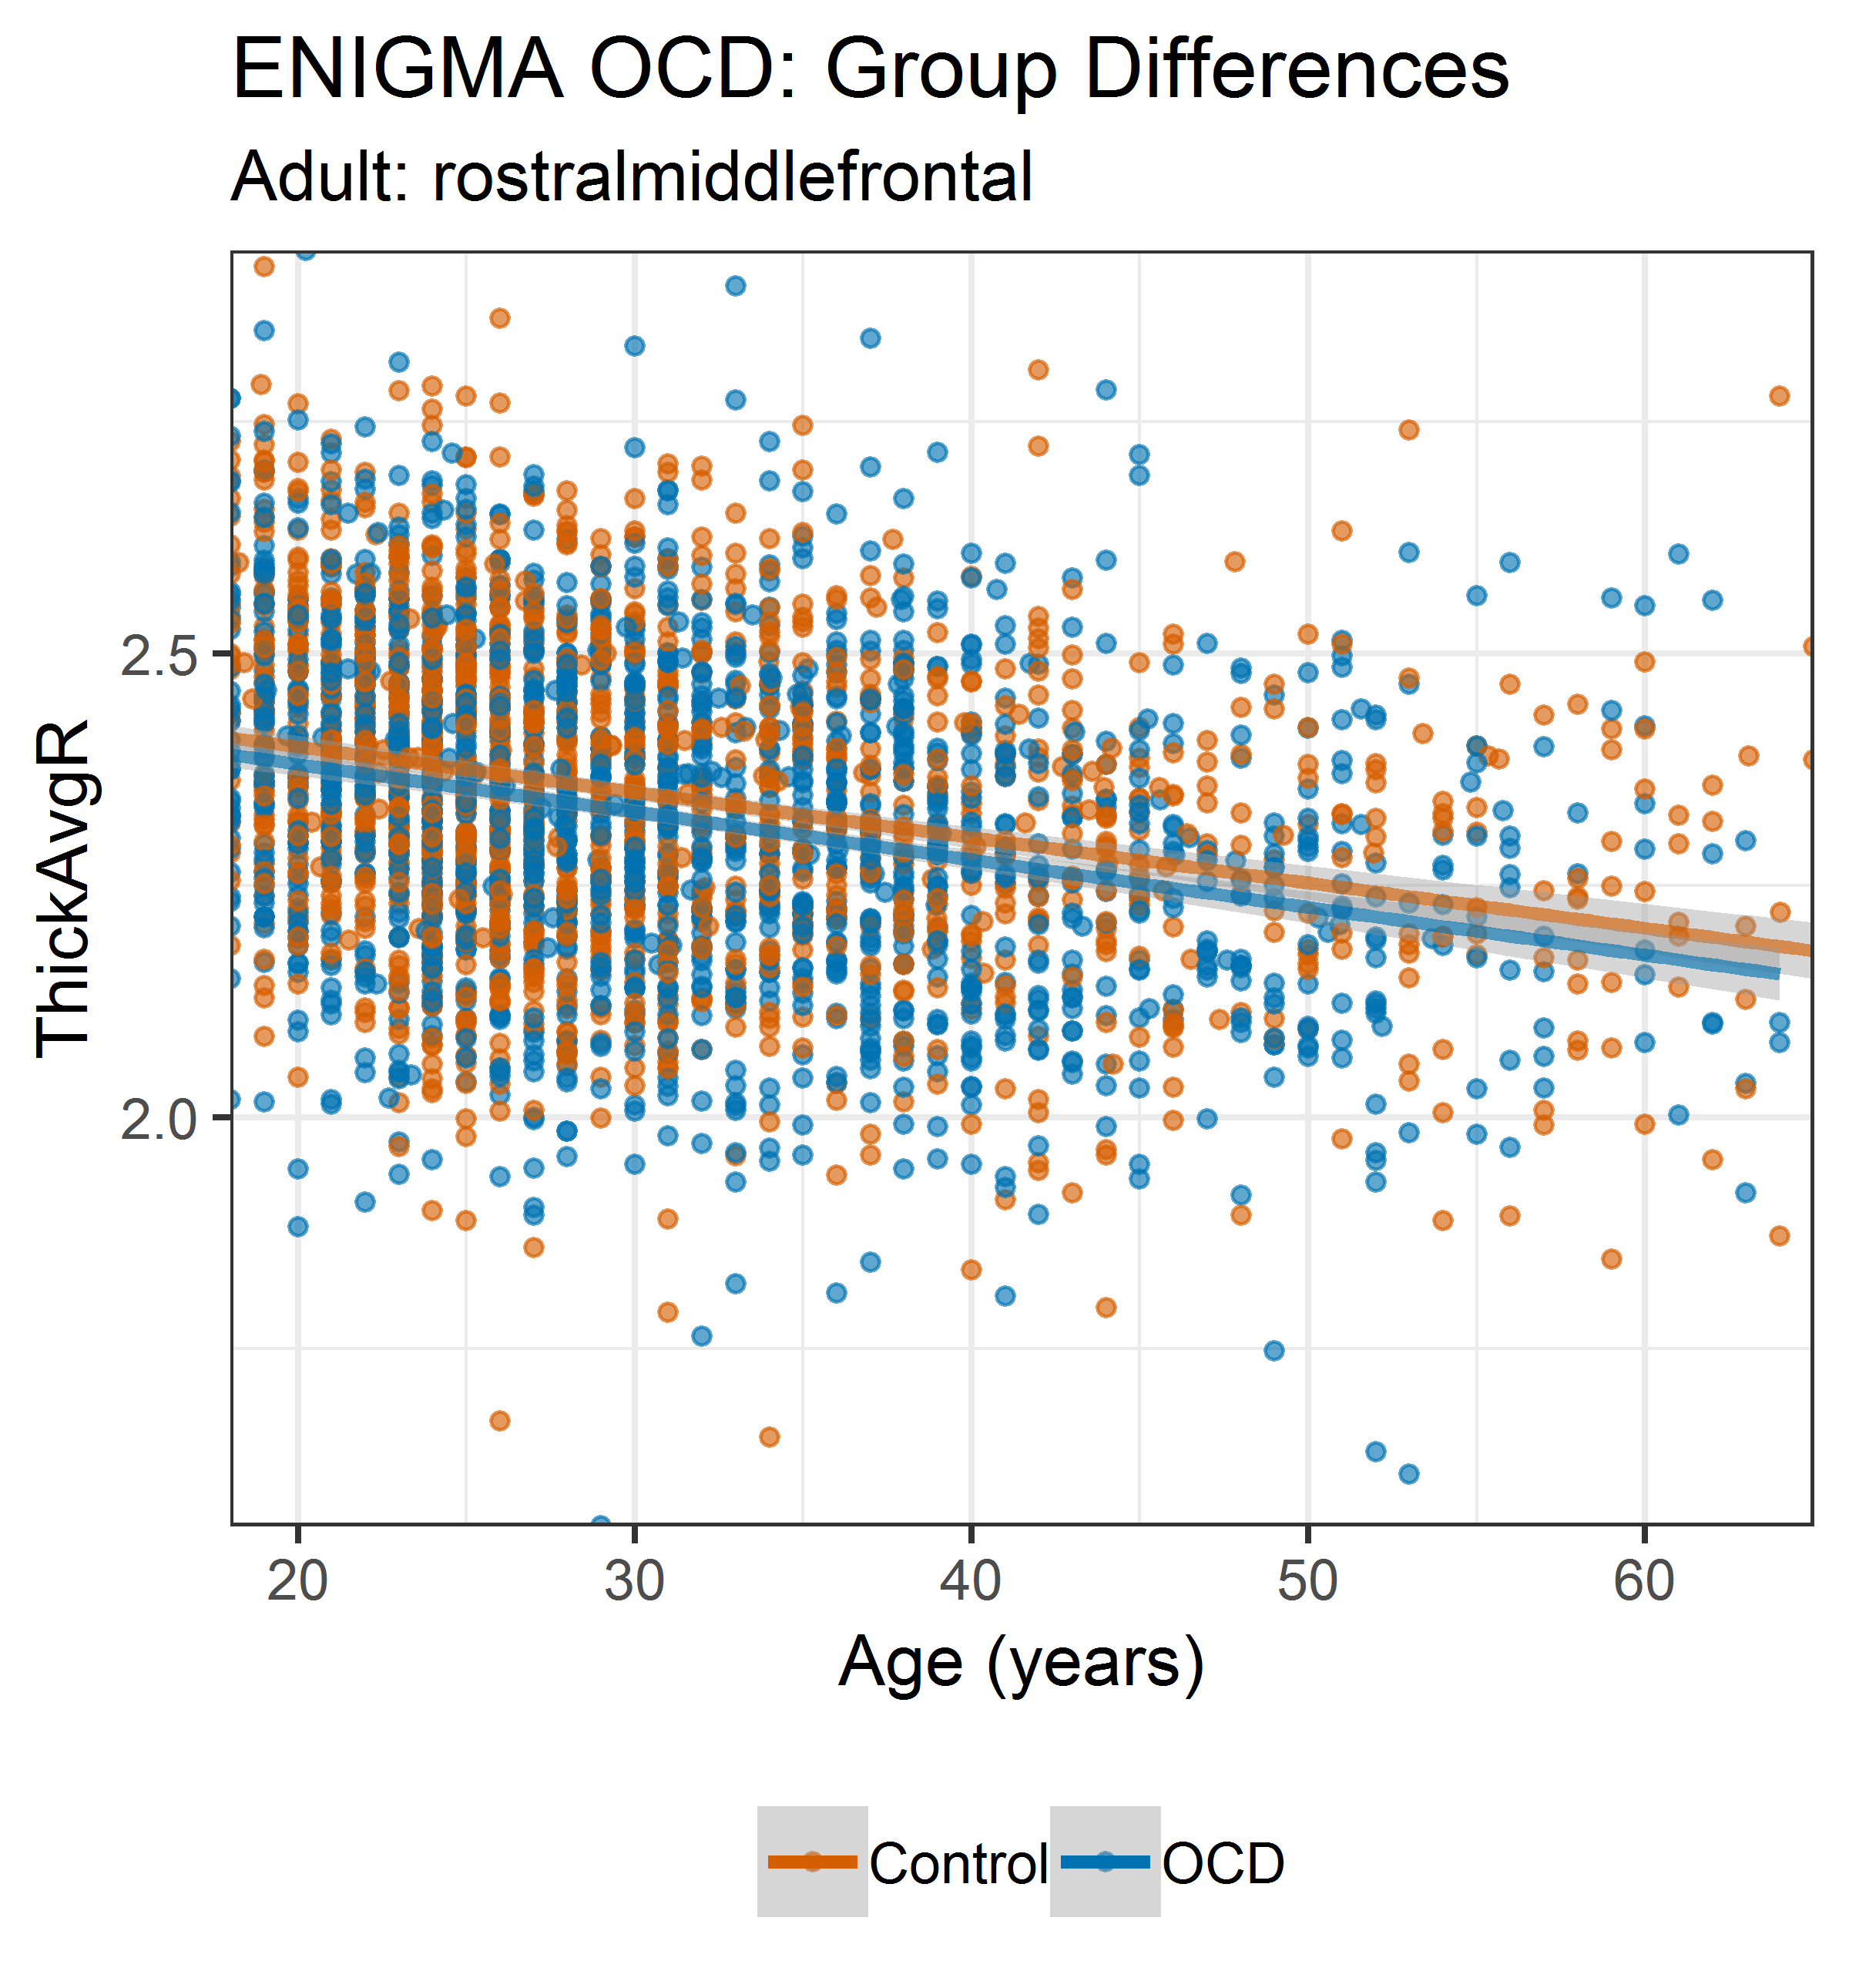 ENIGMA OCD: Group Differences
Adult: rostralmiddlefrontal
ThickAvgR
2.5
2.0
20 30 40 50 60
Age (years)
Control OCD